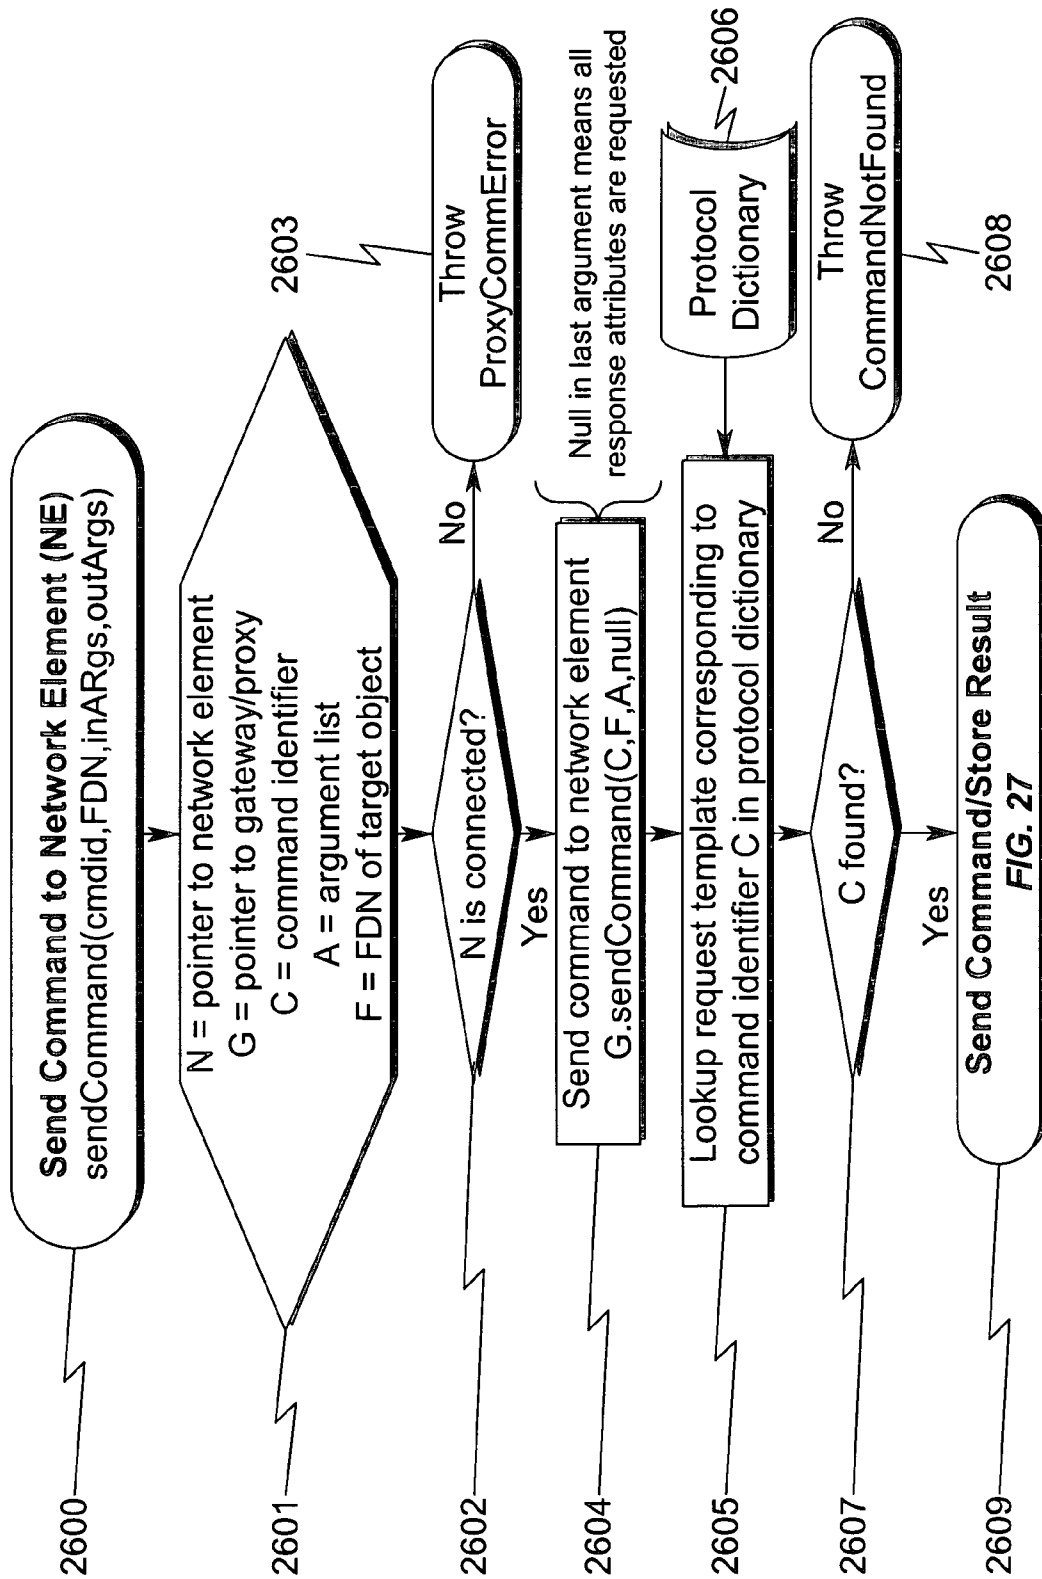 2600
Send Command to Network Element (NE)
sendCommand(cmdid,FDN,inARgs,outArgs)
2601
N = pointer to network element
G = pointer to gateway/proxy
C = command identifier
A = argument list
F = FDN of target object
2603
2602
N is connected?
No
Throw
ProxyCommError
Yes
2604
Send command to network element
G.sendCommand(C,F,A,null)
Null in last argument means all
response attributes are requested
2605
Lookup request template corresponding to
command identifier C in protocol dictionary
Protocol
Dictionary
2606
2607
C found?
No
Throw
CommandNotFound
2608
Yes
2609
Send Command/Store Result
FIG. 27